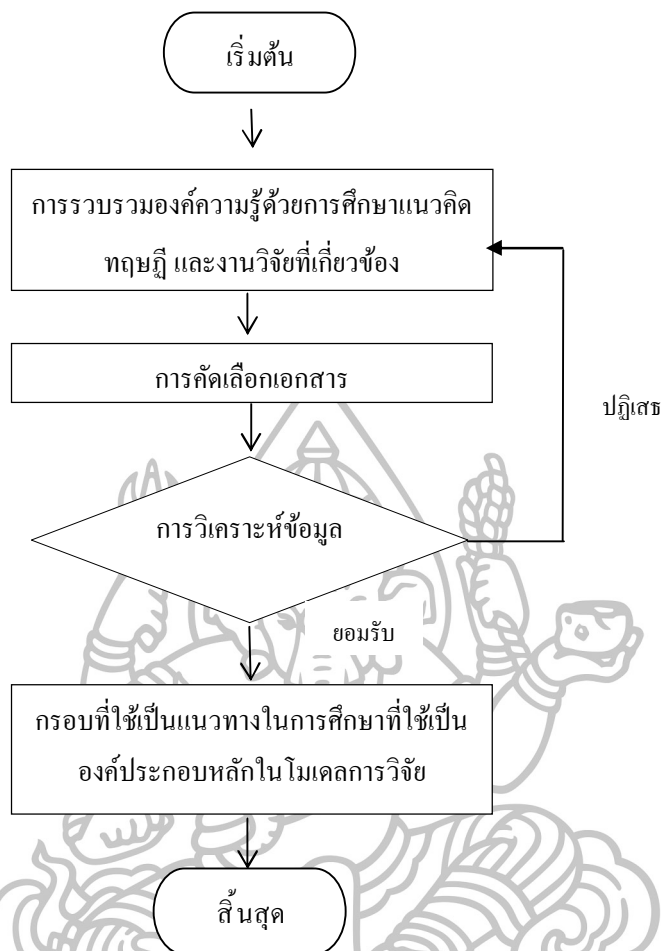 เริ่มต้น
การรวบรวมองค์ความรู้ด้วยการศึกษาแนวคิด
ทฤษฎี และงานวิจัยที่เกี่ยวข้อง
การคัดเลือกเอกสาร
ปฏิเสธ
การวิเคราะห์ข้อมูล
ยอมรับ
กรอบที่ใช้เป็นแนวทางในการศึกษาที่ใช้เป็น
องค์ประกอบหลักในโมเดลการวิจัย
สิ้นสุด